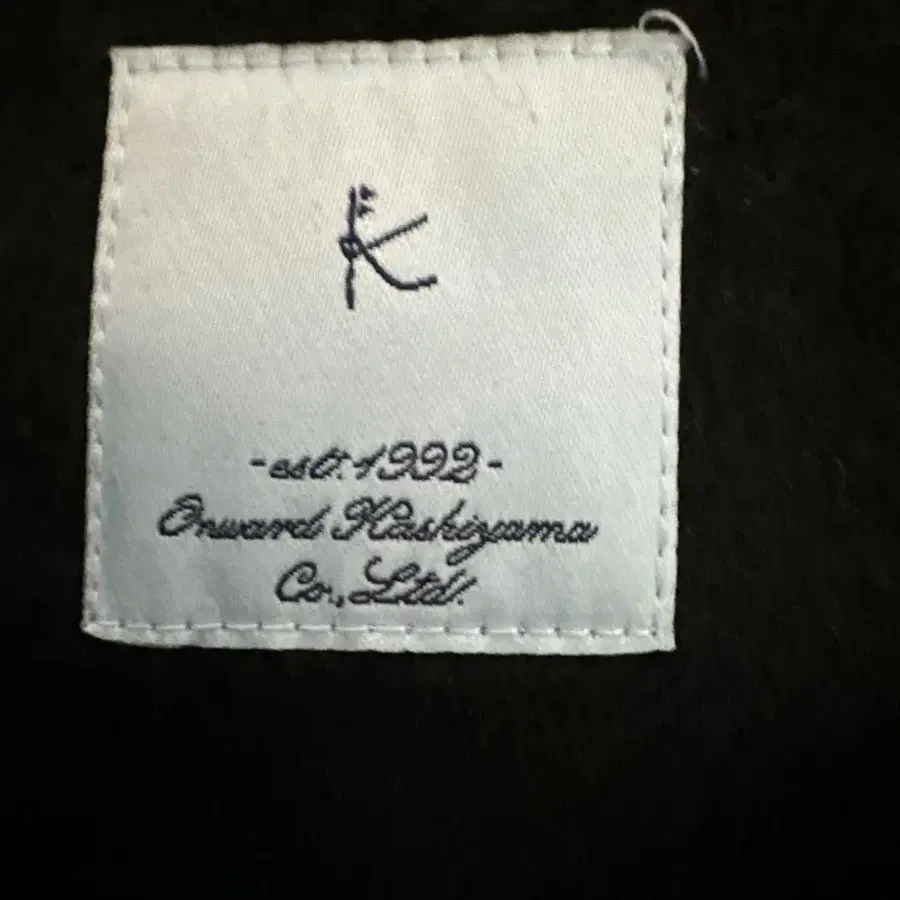 K
-est.1992-
Onward Kashiyama
Co., Ltd.